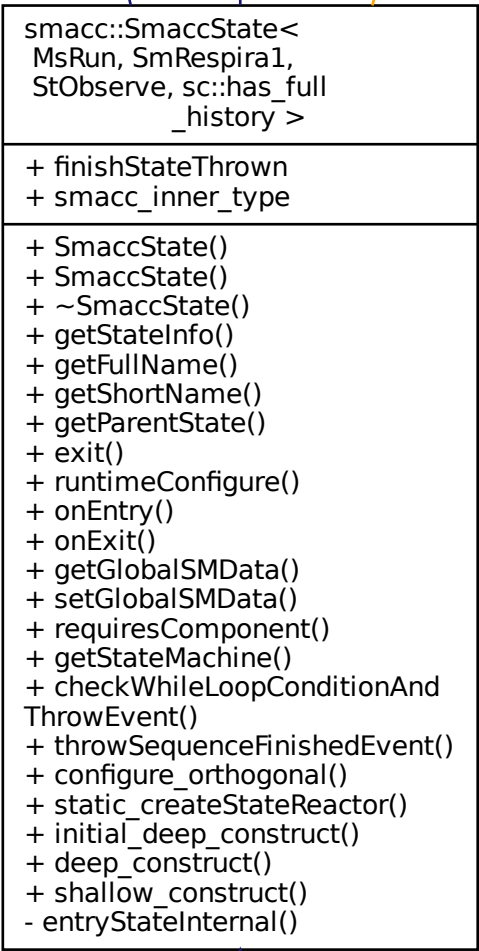 smacc::SmaccState<
MsRun, SmRespira1,
StObserve, sc::has_full
_history >
+ finishStateThrown
+ smacc_inner_type
+ SmaccState()
+ SmaccState()
+ ~SmaccState()
+ getStateInfo()
+ getFullName()
+ getShortName()
+ getParentState()
+ exit()
+ runtimeConfigure()
+ onEntry()
+ onExit()
+ getGlobalSMData()
+ setGlobalSMData()
+ requiresComponent()
+ getStateMachine()
+ checkWhileLoopConditionAnd
ThrowEvent()
+ throwSequenceFinishedEvent()
+ configure_orthogonal()
+ static_createStateReactor()
+ initial_deep_construct()
+ deep_construct()
+ shallow_construct()
- entryStateInternal()